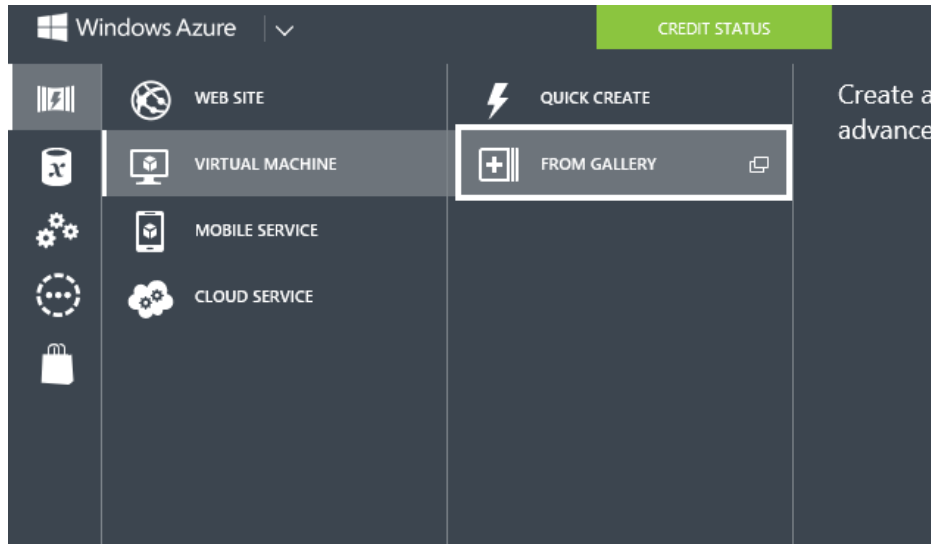 Windows Azure
CREDIT STATUS
WEB SITE
VIRTUAL MACHINE
MOBILE SERVICE
CLOUD SERVICE
QUICK CREATE
FROM GALLERY
Create a
advance